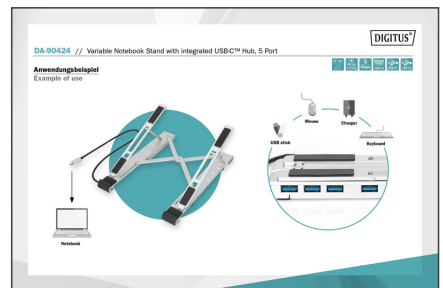 DIGITUS®
DA-90424 // Variable Notebook Stand with integrated USB-C™ Hub, 5 Port
Anwendungsbeispiel
Example of use
Mouse
Charger
USB stick
Keyboard
Notebook